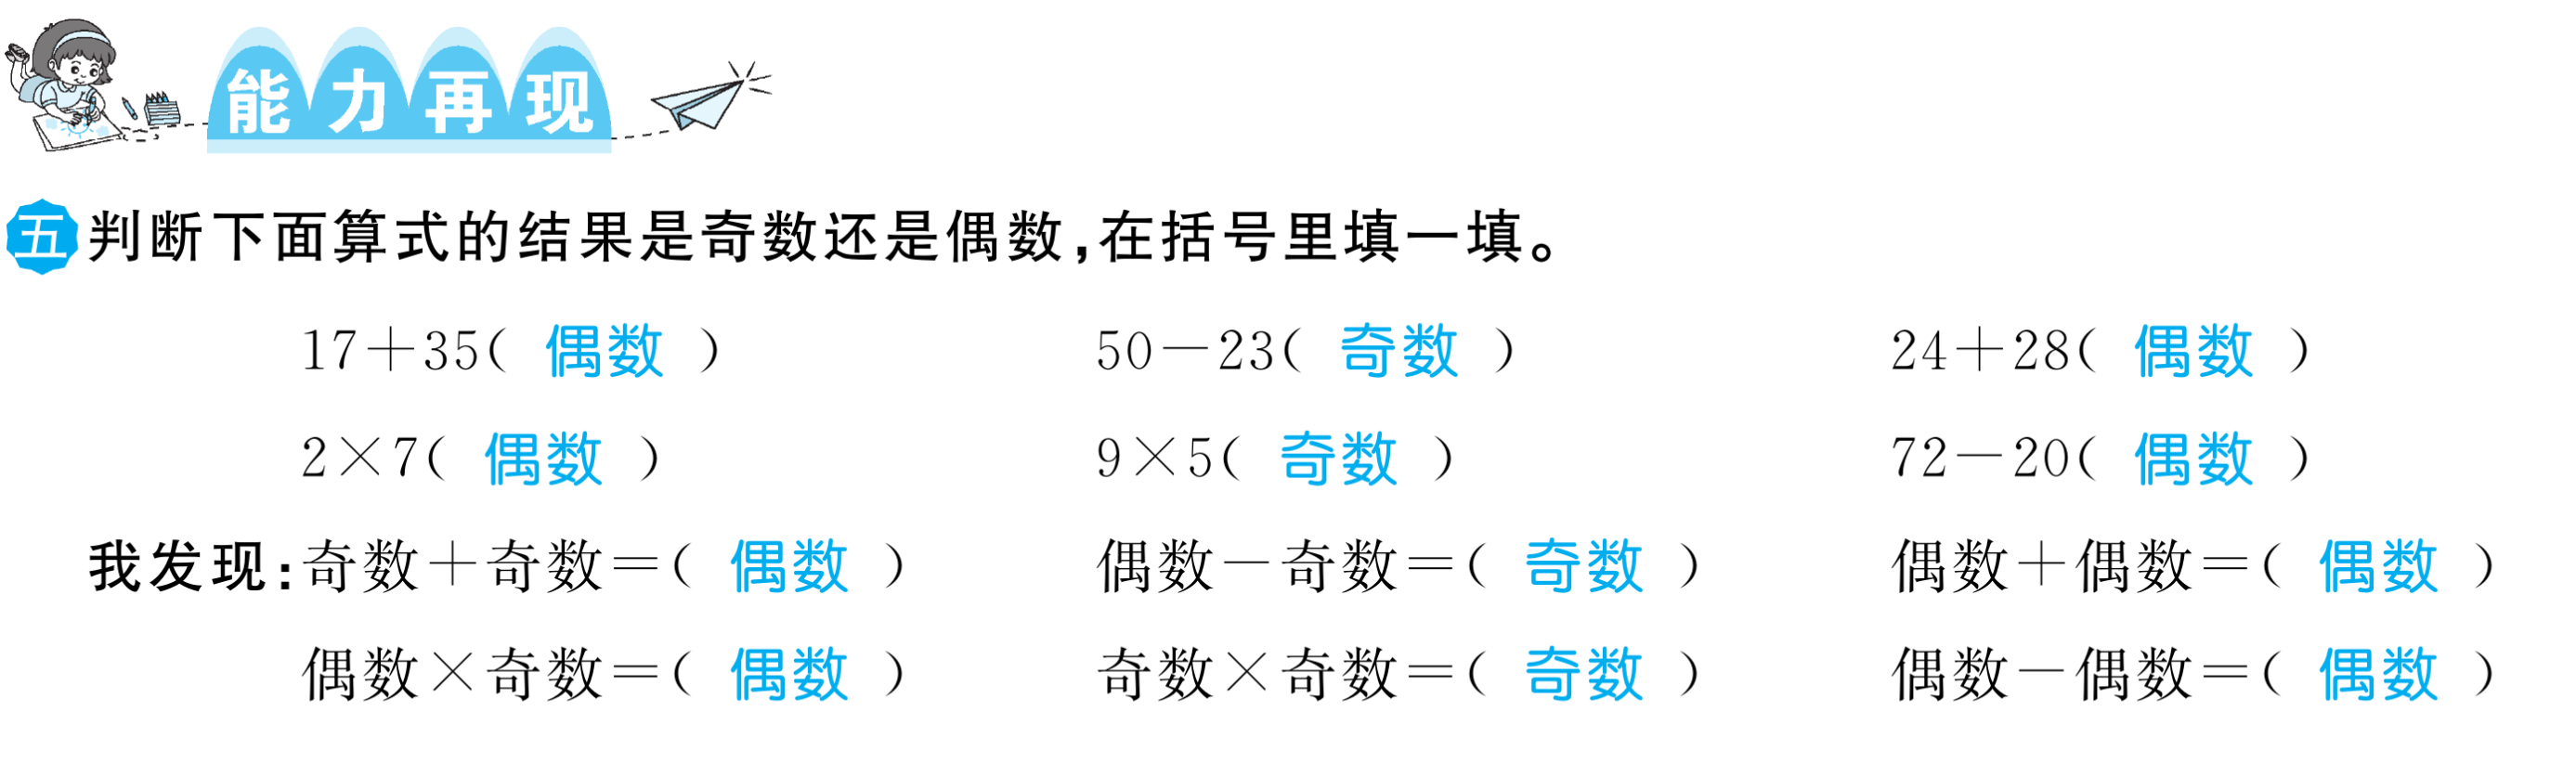 能力再现
五 判断下面算式的结果是奇数还是偶数,在括号里填一填。
17+35( 偶数 ) 50-23( 奇数 ) 24+28( 偶数 )
2×7( 偶数 ) 9×5( 奇数 ) 72-20( 偶数 )
我发现:奇数+奇数=( 偶数 ) 偶数-奇数=( 奇数 ) 偶数+偶数=( 偶数 )
偶数×奇数=( 偶数 ) 奇数×奇数=( 奇数 ) 偶数-偶数=( 偶数 )